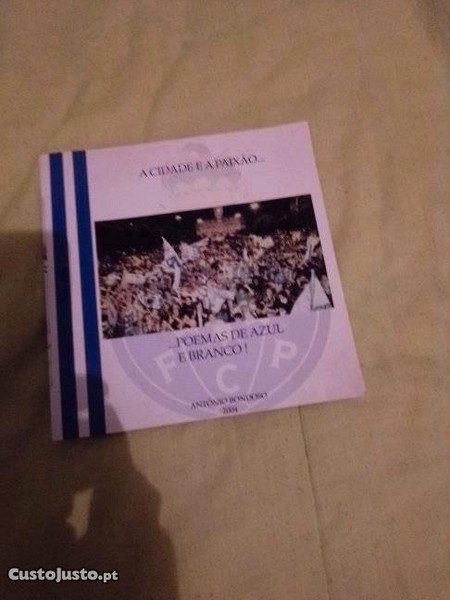 A CIDADE E A PAIXÃO...
...POEMAS DE AZUL
E BRANCO !
F C P
ANTÓNIO BONDOSO
2004
CustoJusto.pt